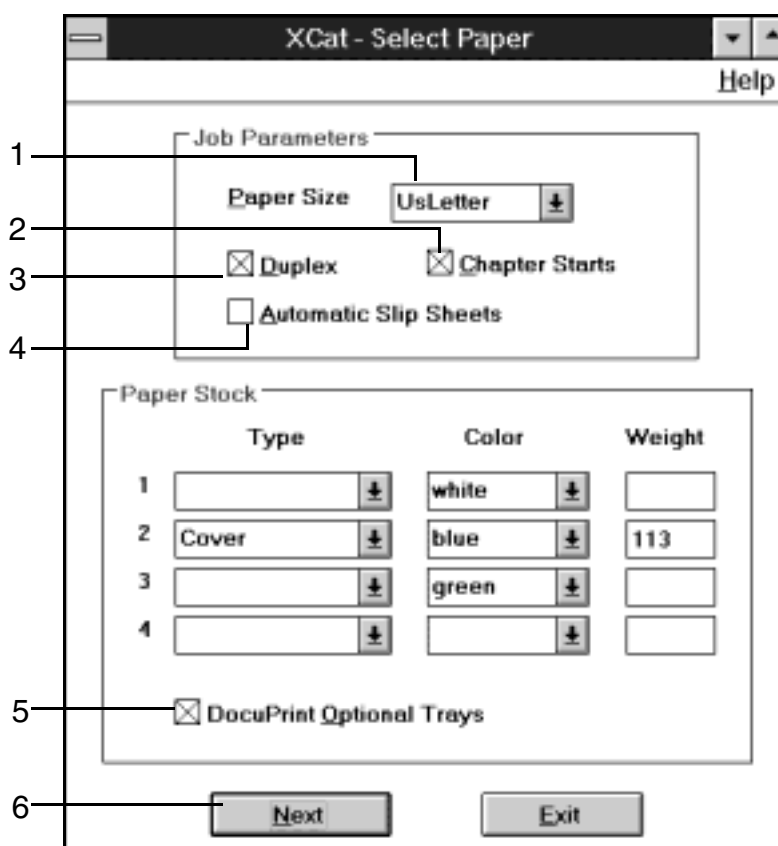 XCat - Select Paper
Help
Job Parameters
1
Paper Size UsLetter
2
3 Duplex Chapter Starts
4 Automatic Slip Sheets
Paper Stock
Type Color Weight
1 white
2 Cover blue 113
3 green
4
5 DocuPrint Optional Trays
6 Next Exit